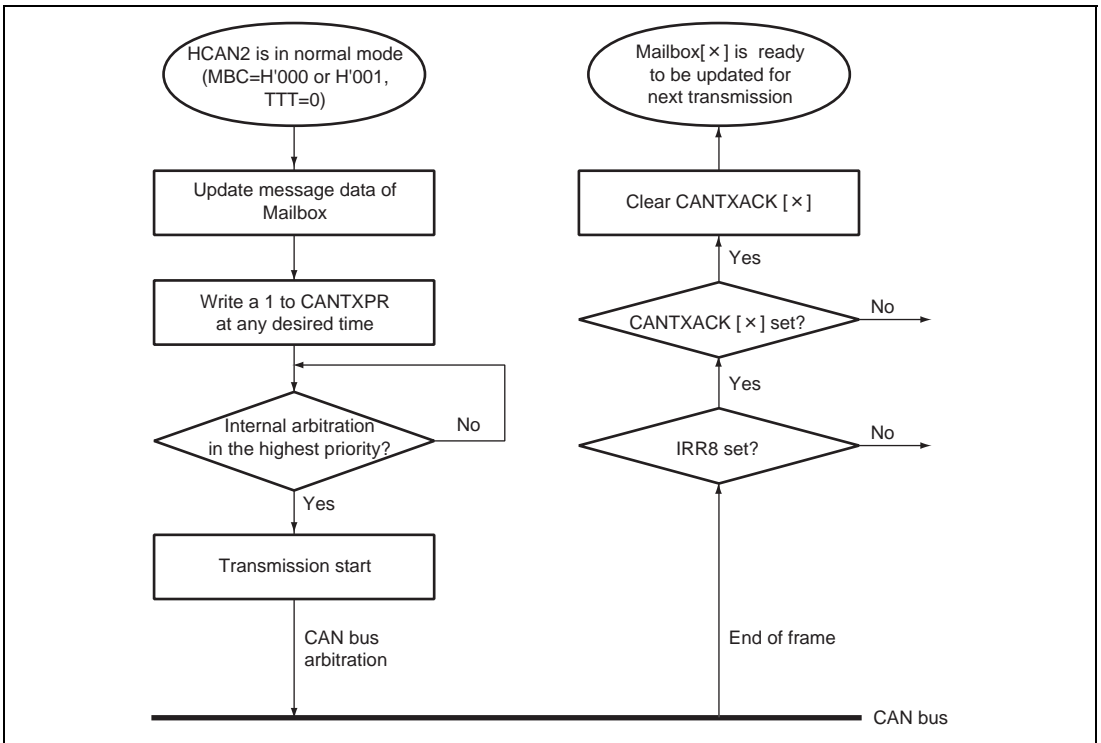 HCAN2 is in normal mode
(MBC=H'000 or H'001,
TTT=0)
Update message data of
Mailbox
Write a 1 to CANTXPR
at any desired time
Internal arbitration
in the highest priority?
No
Yes
Transmission start
CAN bus
arbitration
Mailbox[×] is ready
to be updated for
next transmission
Clear CANTXACK [×]
Yes
CANTXACK [×] set?
No
Yes
IRR8 set?
No
End of frame
CAN bus